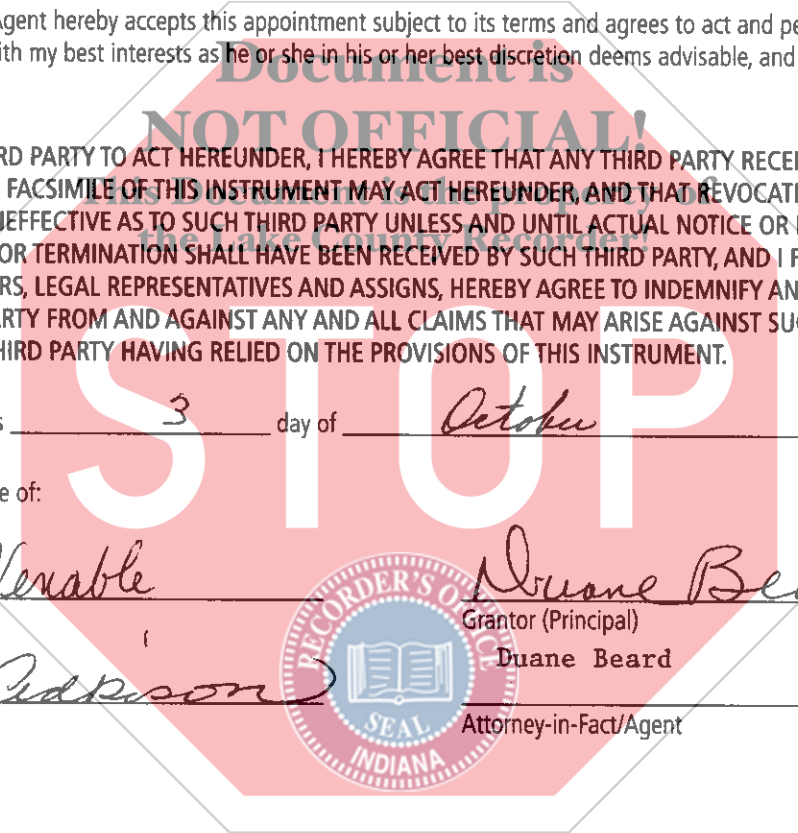 Agent hereby accepts this appointment subject to its terms and agrees to act and pe
ith my best interests as he or she in his or her best discretion deems advisable, and
Document is
NOT OFFICIAL!
RD PARTY TO ACT HEREUNDER, I HEREBY AGREE THAT ANY THIRD PARTY RECEI
FACSIMILE OF THIS INSTRUMENT MAY ACT HEREUNDER, AND THAT REVOCATI
This Document is the property of
NEFFECTIVE AS TO SUCH THIRD PARTY UNLESS AND UNTIL ACTUAL NOTICE OR
the Lake County Recorder!
OR TERMINATION SHALL HAVE BEEN RECEIVED BY SUCH THIRD PARTY, AND I F
RS, LEGAL REPRESENTATIVES AND ASSIGNS, HEREBY AGREE TO INDEMNIFY AN
RTY FROM AND AGAINST ANY AND ALL CLAIMS THAT MAY ARISE AGAINST SU
HIRD PARTY HAVING RELIED ON THE PROVISIONS OF THIS INSTRUMENT.
STOP
s 3 day of October
e of:
Venable
Duane Bea
Grantor (Principal)
Duane Beard
Attorney-in-Fact/Agent
RECORDER'S OFFICE
SEAL
INDIANA